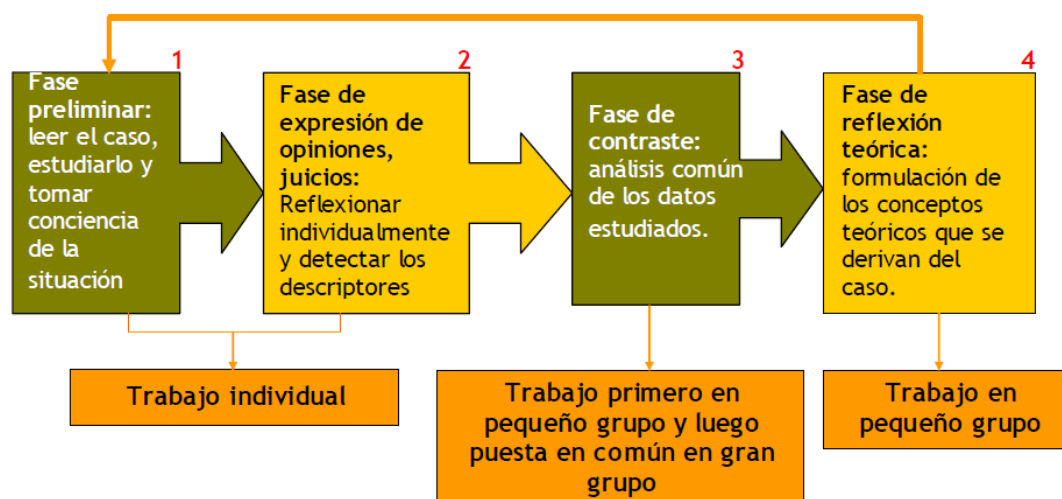 1
Fase
preliminar:
leer el caso,
estudiarlo y
tomar
conciencia
de la
situación
2
Fase de
expresión de
opiniones,
juicios:
Reflexionar
individualmente
y detectar los
descriptores
3
Fase de
contraste:
análisis común
de los datos
estudiados.
4
Fase de
reflexión
teórica:
formulación de
los conceptos
teóricos que se
derivan del
caso.
Trabajo individual
Trabajo primero en
pequeño grupo y luego
puesta en común en gran
grupo
Trabajo en
pequeño grupo